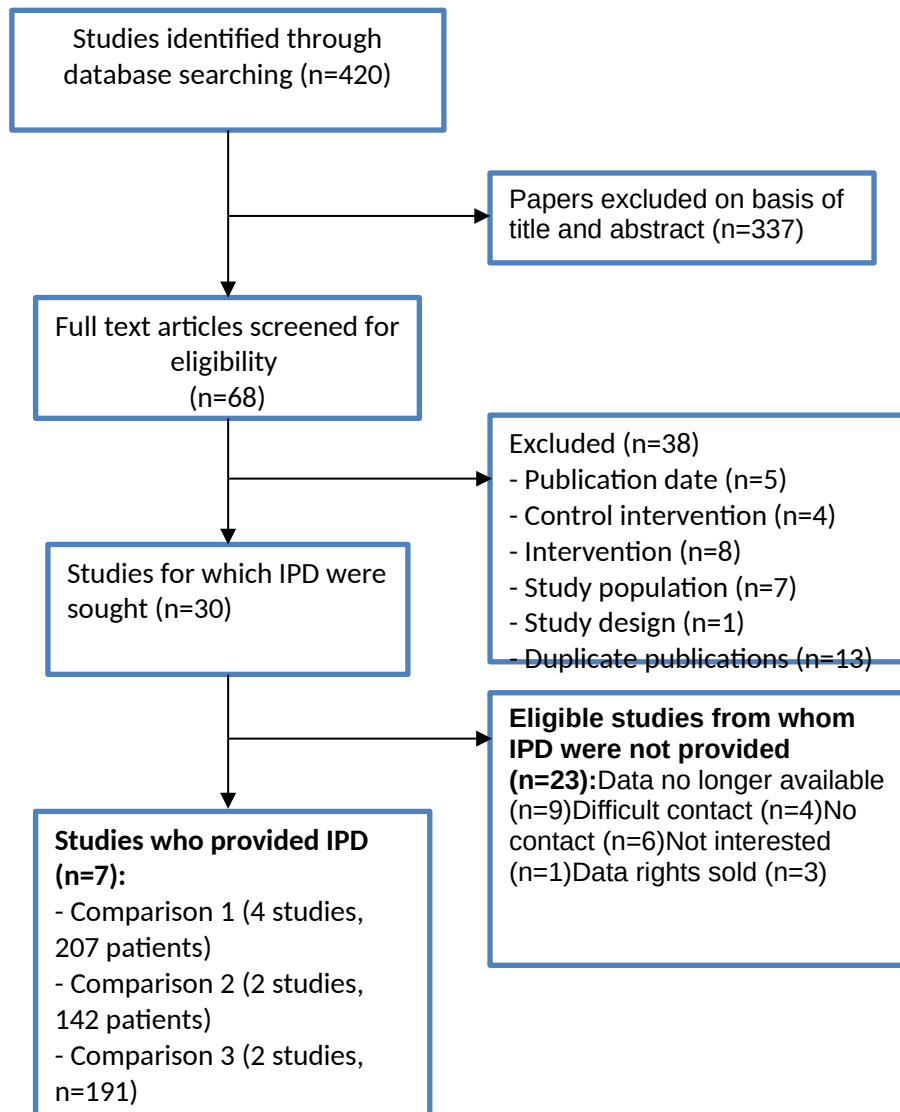 Studies identified through
database searching (n=420)
Papers excluded on basis of
title and abstract (n=337)
Full text articles screened for
eligibility
(n=68)
Excluded (n=38)
- Publication date (n=5)
- Control intervention (n=4)
- Intervention (n=8)
- Study population (n=7)
- Study design (n=1)
- Duplicate publications (n=13)
Studies for which IPD were
sought (n=30)
Eligible studies from whom
IPD were not provided
(n=23):Data no longer available
(n=9)Difficult contact (n=4)No
contact (n=6)Not interested
(n=1)Data rights sold (n=3)
Studies who provided IPD
(n=7):
- Comparison 1 (4 studies,
207 patients)
- Comparison 2 (2 studies,
142 patients)
- Comparison 3 (2 studies,
n=191)